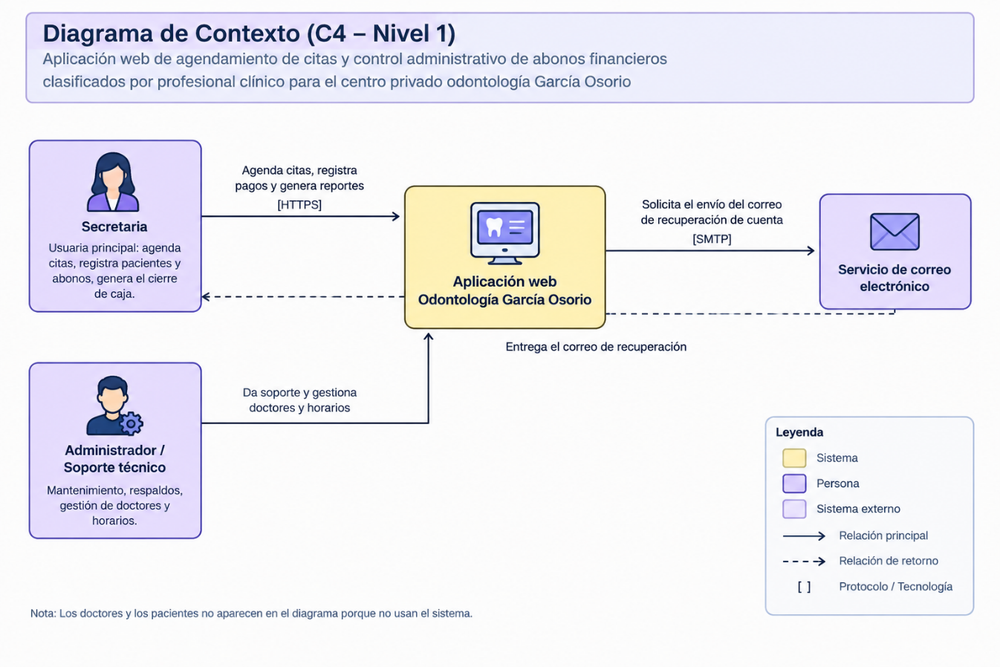 Diagrama de Contexto (C4 – Nivel 1)
Aplicación web de agendamiento de citas y control administrativo de abonos financieros
clasificados por profesional clínico para el centro privado odontología García Osorio
Secretaria
Usuaria principal: agenda
citas, registra pacientes y
abonos, genera el cierre
de caja.
Agenda citas, registra
pagos y genera reportes
[HTTPS]
Aplicación web
Odontología García Osorio
Solicita el envío del correo
de recuperación de cuenta
[SMTP]
Servicio de correo
electrónico
Entrega el correo de recuperación
Administrador /
Soporte técnico
Mantenimiento, respaldos,
gestión de doctores y
horarios.
Da soporte y gestiona
doctores y horarios
Leyenda
Sistema
Persona
Sistema externo
Relación principal
Relación de retorno
[ ] Protocolo / Tecnología
Nota: Los doctores y los pacientes no aparecen en el diagrama porque no usan el sistema.